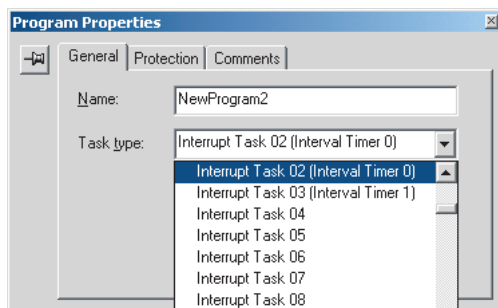 Program Properties
General Protection Comments
Name: NewProgram2
Task type: Interrupt Task 02 (Interval Timer 0)
Interrupt Task 02 (Interval Timer 0)
Interrupt Task 03 (Interval Timer 1)
Interrupt Task 04
Interrupt Task 05
Interrupt Task 06
Interrupt Task 07
Interrupt Task 08